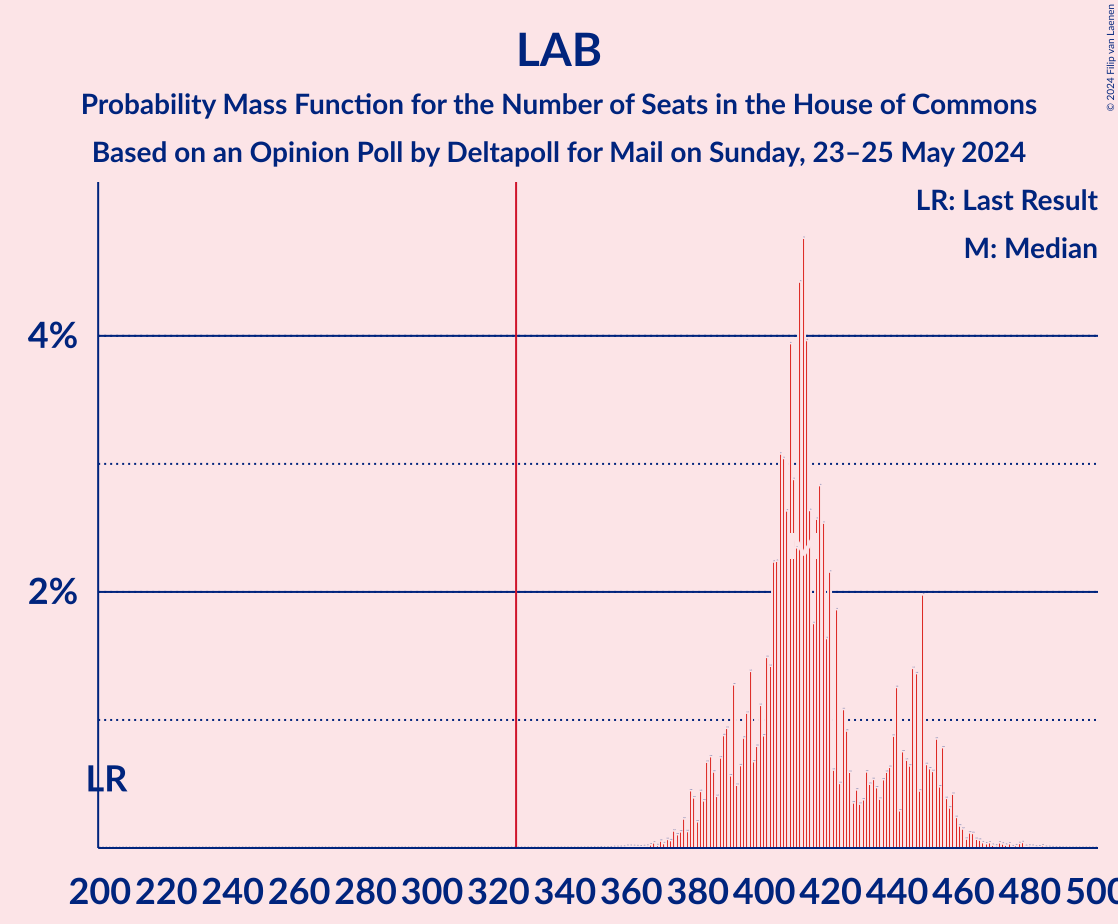 LAB
Probability Mass Function for the Number of Seats in the House of Commons
Based on an Opinion Poll by Deltapoll for Mail on Sunday, 23–25 May 2024
© 2024 Filip van Laenen
LR: Last Result
M: Median
4%
2%
LR
M
200 220 240 260 280 300 320 340 360 380 400 420 440 460 480 500